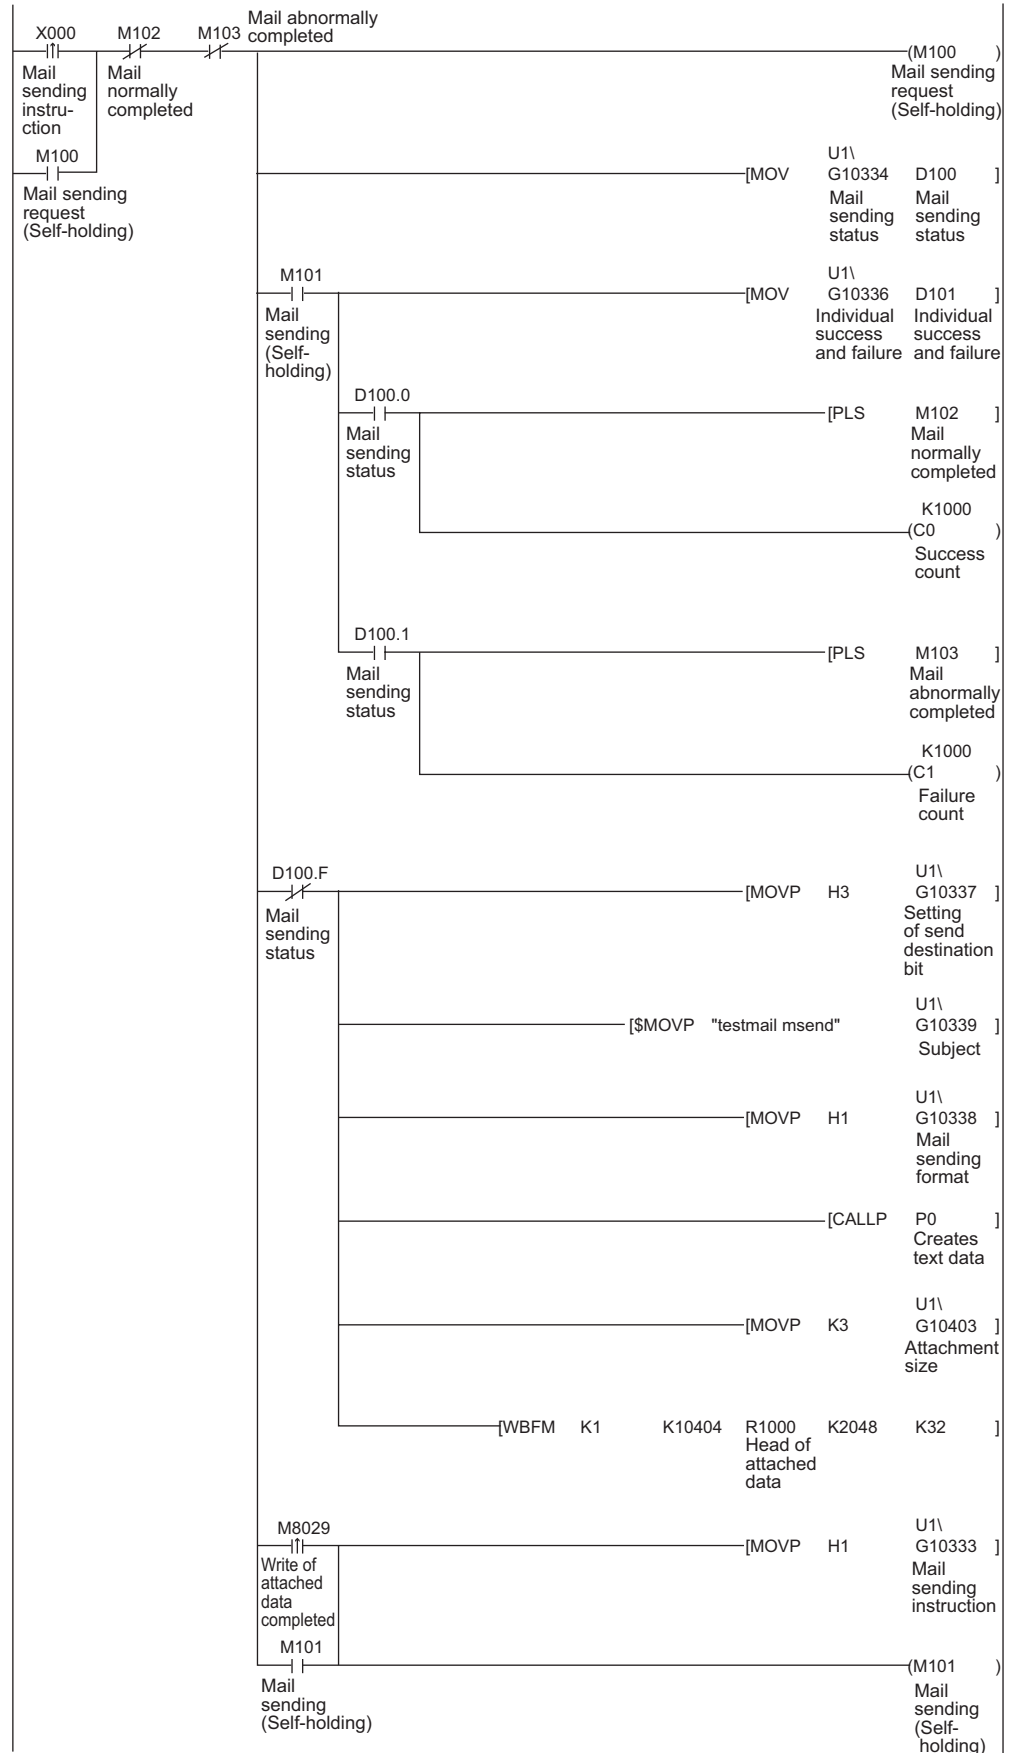 Mail abnormally
completed
X000
M102
M103
(M100 )
Mail
sending
instru-
ction
Mail
normally
completed
Mail sending
request
(Self-holding)
M100
Mail sending
request
(Self-holding)
U1\
[MOV G10334 D100 ]
Mail
sending
status
Mail
sending
status
M101
Mail
sending
(Self-
holding)
U1\
[MOV G10336 D101 ]
Individual
success
and failure
Individual
success
and failure
D100.0
Mail
sending
status
[PLS M102 ]
Mail
normally
completed
K1000
(C0 )
Success
count
D100.1
Mail
sending
status
[PLS M103 ]
Mail
abnormally
completed
K1000
(C1 )
Failure
count
D100.F
Mail
sending
status
U1\
[MOVP H3 G10337 ]
Setting
of send
destination
bit
U1\
[$MOVP "testmail msend" G10339 ]
Subject
U1\
[MOVP H1 G10338 ]
Mail
sending
format
[CALLP P0 ]
Creates
text data
U1\
[MOVP K3 G10403 ]
Attachment
size
[WBFM K1 K10404 R1000 K2048 K32 ]
Head of
attached
data
M8029
Write of
attached
data
completed
U1\
[MOVP H1 G10333 ]
Mail
sending
instruction
M101
Mail
sending
(Self-holding)
(M101 )
Mail
sending
(Self-
holding)